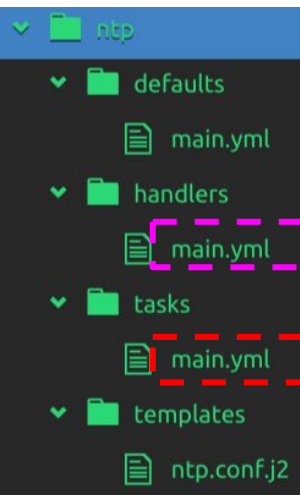 ntp
defaults
main.yml
handlers
main.yml
tasks
main.yml
templates
ntp.conf.j2